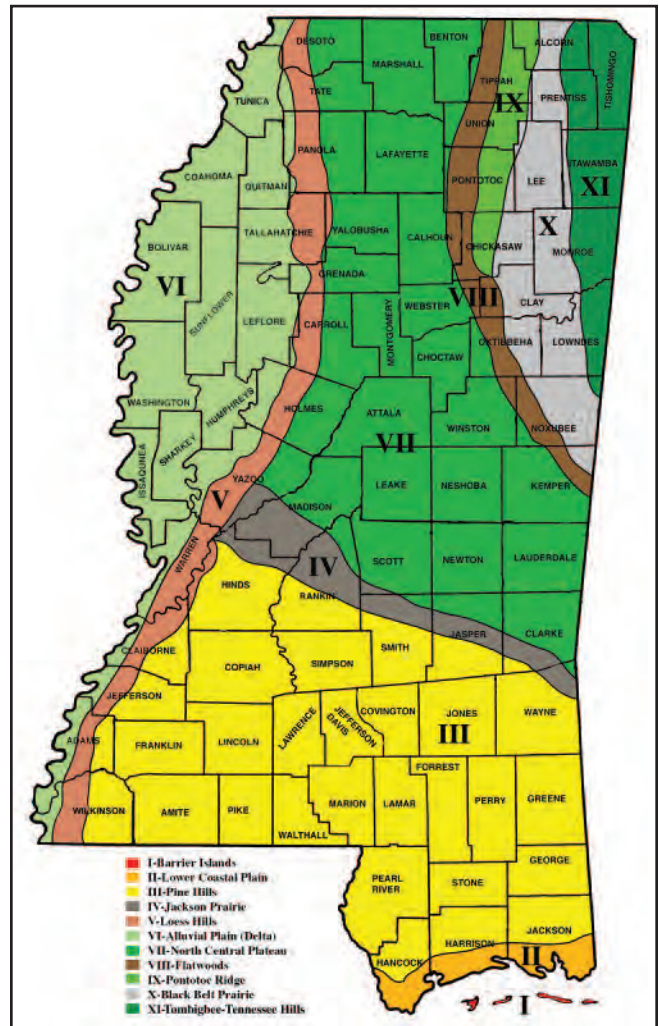 DESOTO
BENTON
ALCORN
MARSHALL
TIPPAH
TISHOMINGO
TATE
IX
PRENTISS
TUNICA
UNION
PANOLA
LAFAYETTE
ITAWAMBA
COAHOMA
QUITMAN
PONTOTOC
LEE
XI
TALLAHATCHIE
YALOBUSHA
CALHOUN
CHICKASAW
X
BOLIVAR
MONROE
VI
GRENADA
VIII
SUNFLOWER
LEFLORE
CARROLL
MONTGOMERY
WEBSTER
CLAY
OKTIBBEHA
LOWNDES
CHOCTAW
WASHINGTON
HUMPHREYS
HOLMES
ATTALA
WINSTON
NOXUBEE
SHARKEY
VII
ISSAQUNEA
YAZOO
V
LEAKE
NESHOBA
KEMPER
MADISON
WARREN
IV
SCOTT
NEWTON
LAUDERDALE
HINDS
RANKIN
JASPER
CLARKE
CLAIBORNE
COPIAH
SIMPSON
SMITH
JEFFERSON
COVINGTON
JONES
WAYNE
LAWRENCE
JEFFERSON
DAVIS
ADAMS
FRANKLIN
LINCOLN
III
FORREST
WILKINSON
AMITE
PIKE
WALTHALL
MARION
LAMAR
PERRY
GREENE
GEORGE
PEARL
RIVER
STONE
JACKSON
HARRISON
HANCOCK
II
I
I-Barrier Islands
II-Lower Coastal Plain
III-Pine Hills
IV-Jackson Prairie
V-Loess Hills
VI-Alluvial Plain (Delta)
VII-North Central Plateau
VIII-Flatwoods
IX-Pontotoc Ridge
X-Black Belt Prairie
XI-Tombigbee-Tennessee Hills